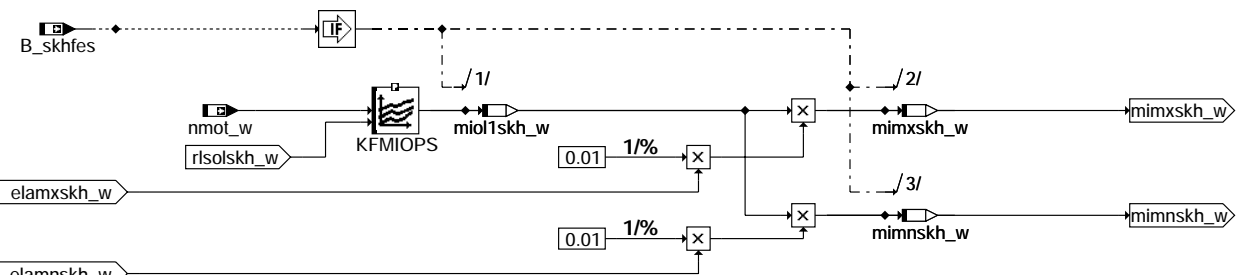 B_skhfes
IF
1/
2/
nmot_w
rlsolskh_w
KFMIOPS
miol1skh_w
mimxskh_w
mimxskh_w
0.01
1/%
elamxskh_w
3/
mimnskh_w
mimnskh_w
0.01
1/%
elamnskh_w